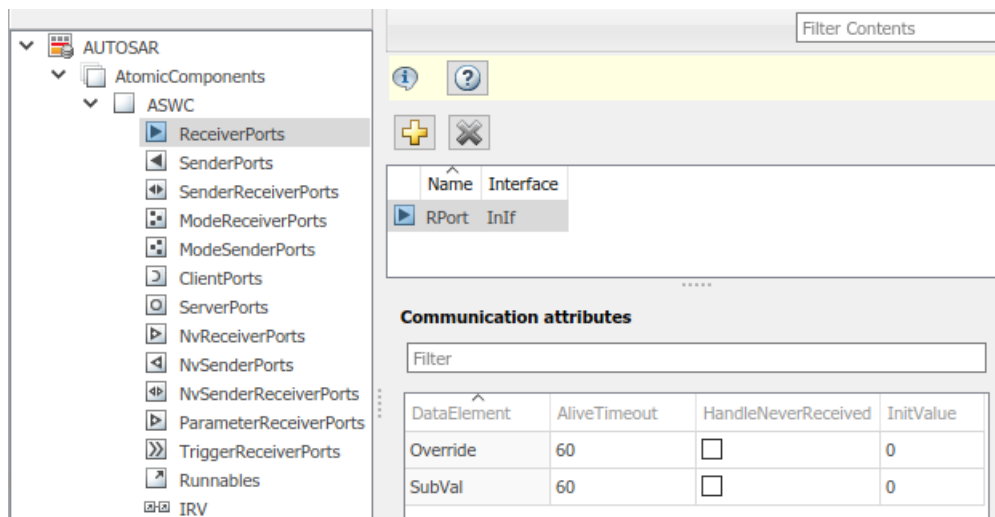 AUTOSAR
AtomicComponents
ASWC
ReceiverPorts
SenderPorts
SenderReceiverPorts
ModeReceiverPorts
ModeSenderPorts
ClientPorts
ServerPorts
NvReceiverPorts
NvSenderPorts
NvSenderReceiverPorts
ParameterReceiverPorts
TriggerReceiverPorts
Runnables
IRV
Filter Contents
Name Interface
RPort InIf
Communication attributes
Filter
DataElement AliveTimeout HandleNeverReceived InitValue
Override 60 0
SubVal 60 0